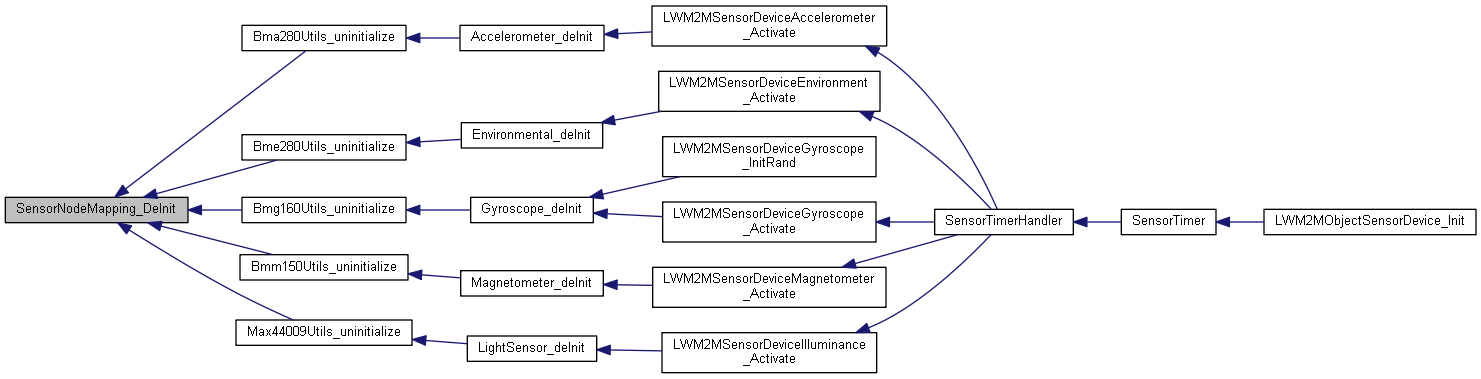 LWM2MSensorDeviceAccelerometer
_Activate
Bma280Utils_uninitialize
Accelerometer_deInit
LWM2MSensorDeviceEnvironment
_Activate
Bme280Utils_uninitialize
Environmental_deInit
LWM2MSensorDeviceGyroscope
_InitRand
SensorNodeMapping_DeInit
Bmg160Utils_uninitialize
Gyroscope_deInit
LWM2MSensorDeviceGyroscope
_Activate
SensorTimerHandler
SensorTimer
LWM2MObjectSensorDevice_Init
Bmm150Utils_uninitialize
Magnetometer_deInit
LWM2MSensorDeviceMagnetometer
_Activate
Max44009Utils_uninitialize
LightSensor_deInit
LWM2MSensorDeviceIlluminance
_Activate